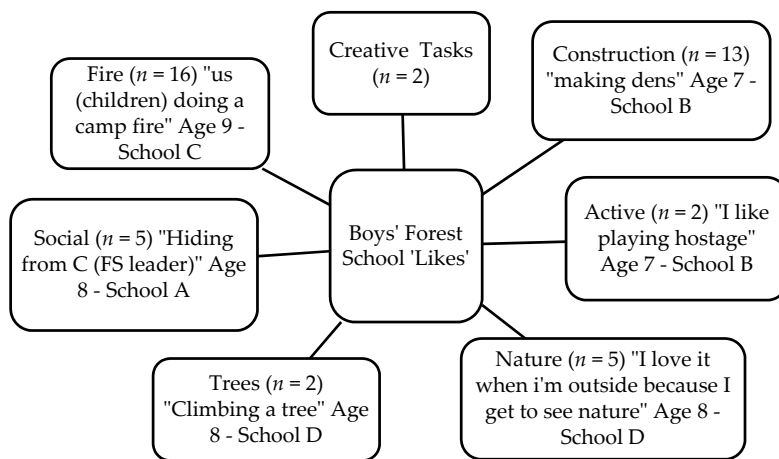 Creative Tasks
(n = 2)
Construction (n = 13)
"making dens" Age 7 -
School B
Fire (n = 16) "us
(children) doing a
camp fire" Age 9 -
School C
Boys' Forest
School 'Likes'
Active (n = 2) "I like
playing hostage"
Age 7 - School B
Social (n = 5) "Hiding
from C (FS leader)" Age
8 - School A
Nature (n = 5) "I love it
when i'm outside because I
get to see nature" Age 8 -
School D
Trees (n = 2)
"Climbing a tree" Age
8 - School D